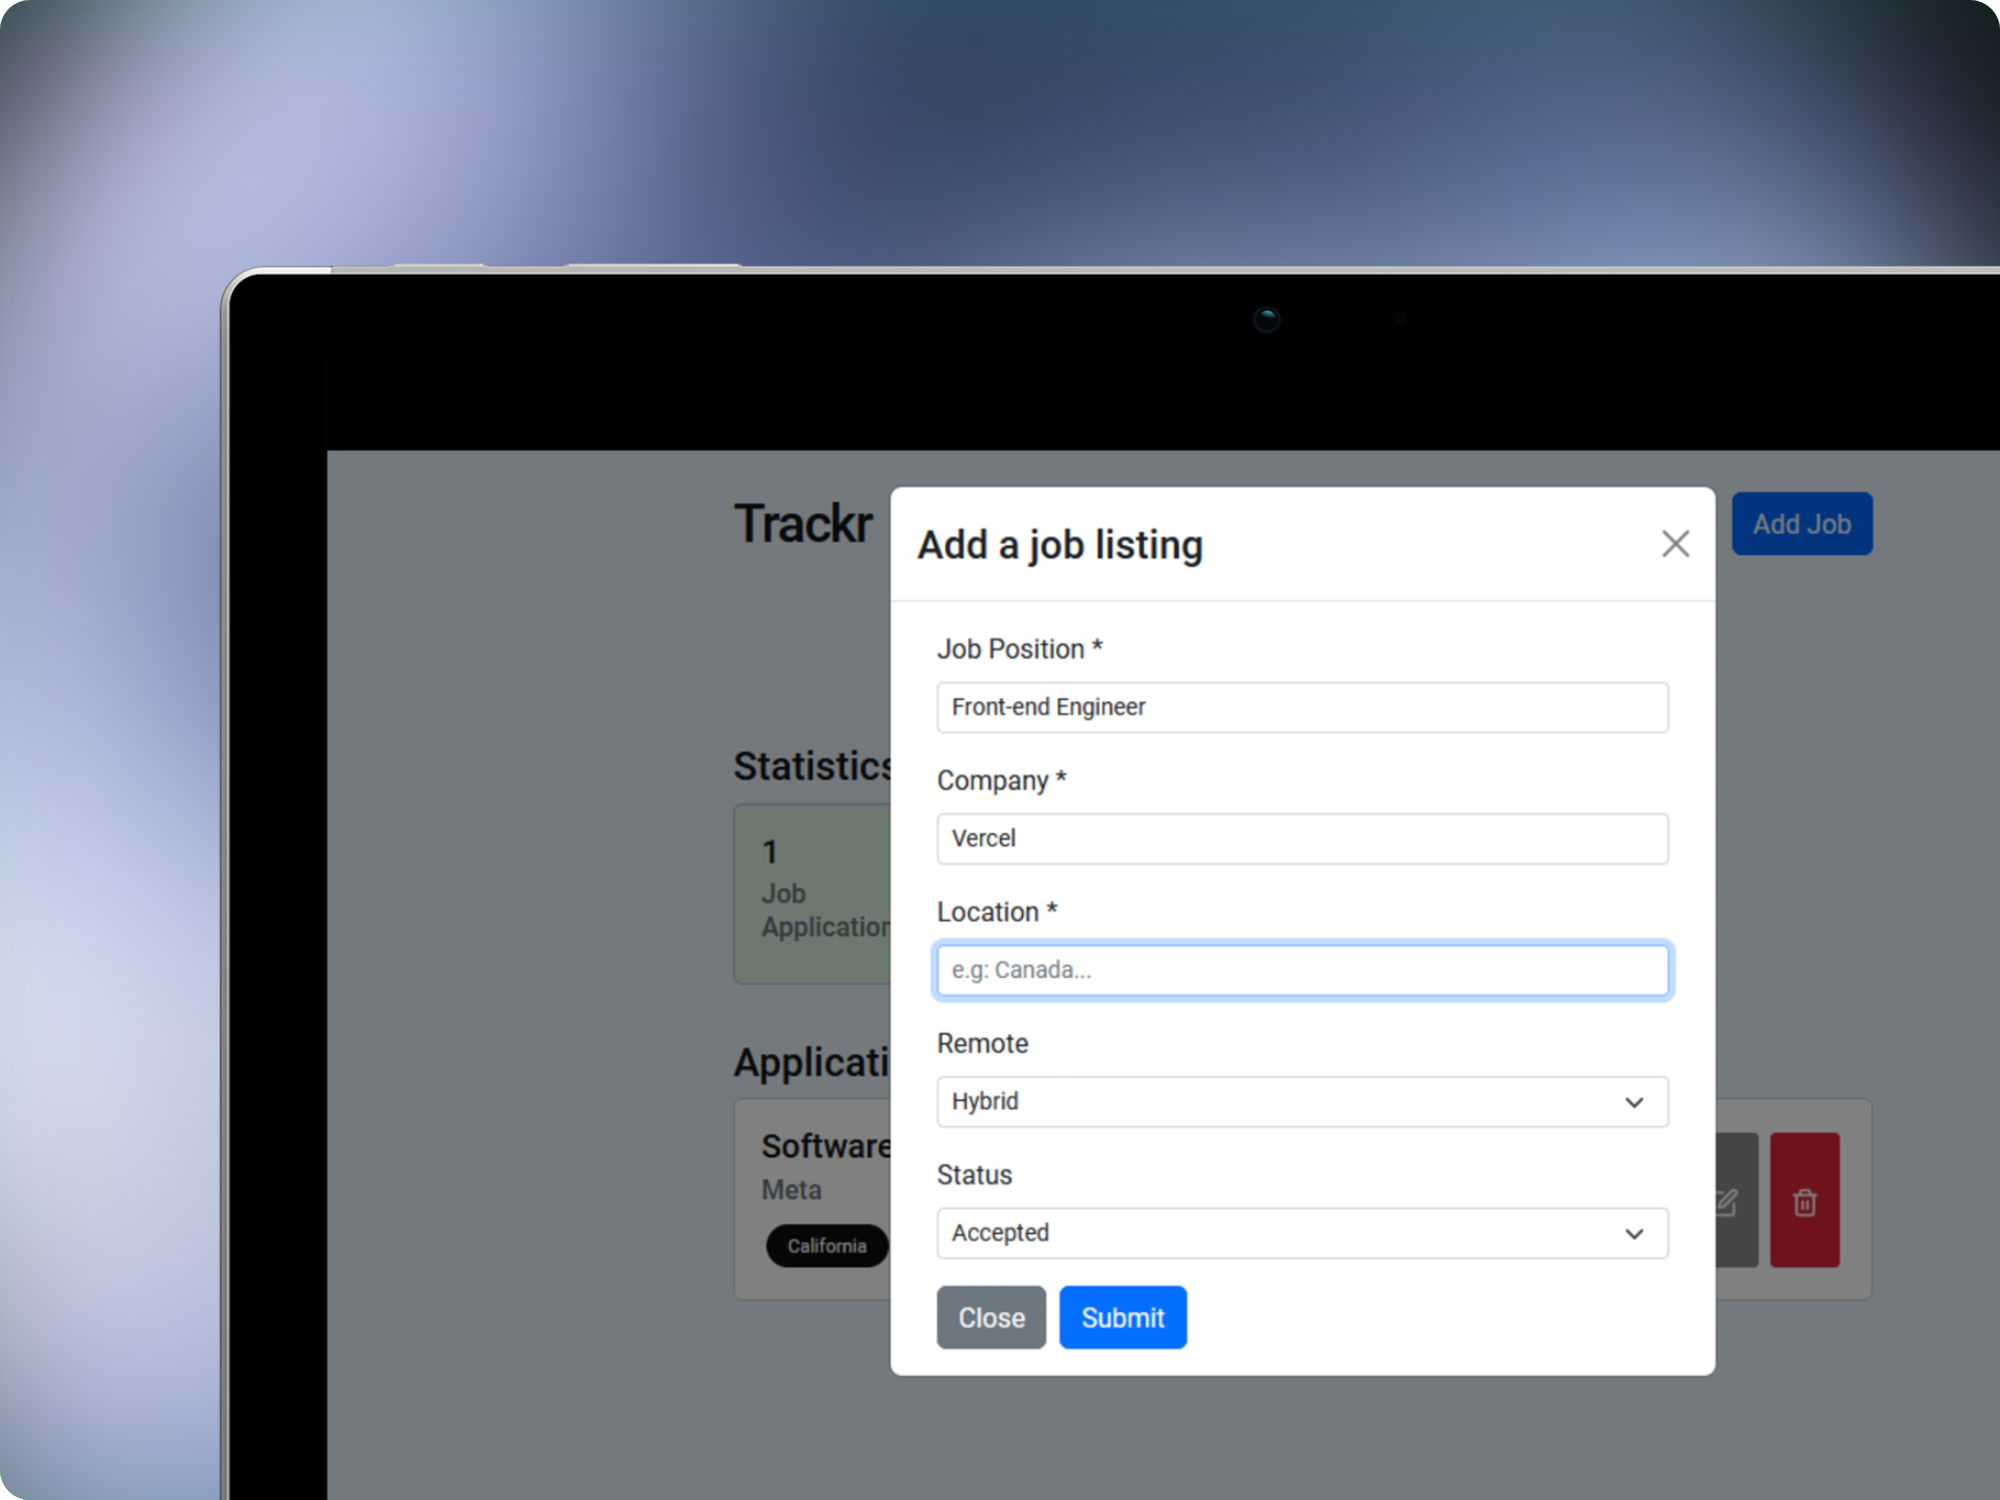 Trackr
Add Job
Add a job listing
Job Position *
Front-end Engineer
Company *
Vercel
Location *
e.g: Canada...
Remote
Hybrid
Status
Accepted
Close
Submit
Statistics
1
Job
Application
Applicati
Software
Meta
California